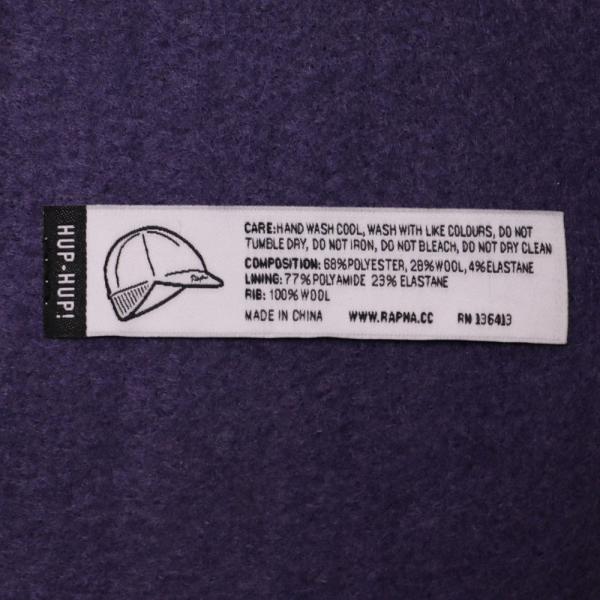 HUP-HUP!
CARE:HAND WASH COOL, WASH WITH LIKE COLOURS, DO NOT
TUMBLE DRY, DO NOT IRON, DO NOT BLEACH, DO NOT DRY CLEAN
COMPOSITION: 68%POLYESTER, 28%WOOL, 4%ELASTANE
LINING: 77%POLYAMIDE 23% ELASTANE
RIB: 100%WOOL
MADE IN CHINA WWW.RAPHA.CC RN 136413
Rapha